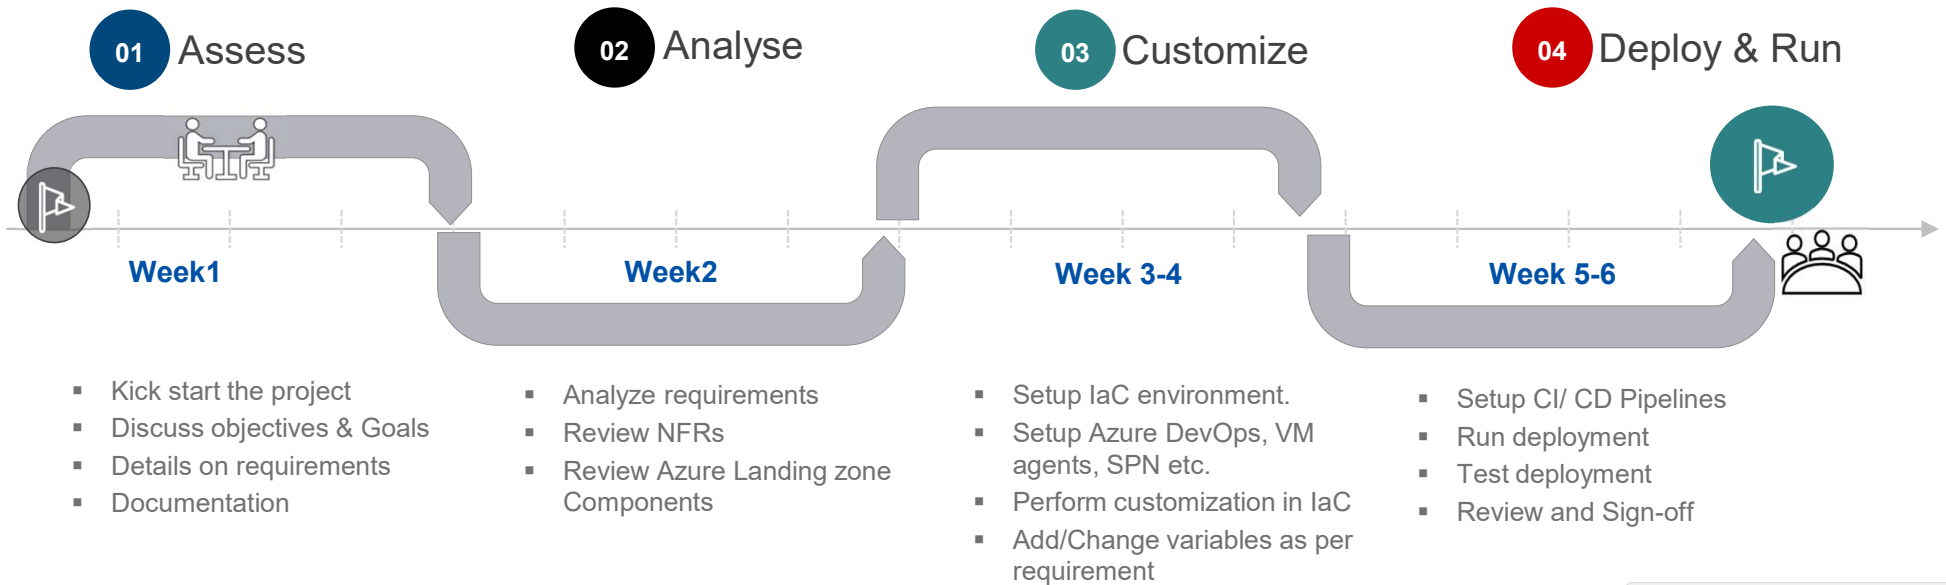 01 Assess
02 Analyse
03 Customize
04 Deploy & Run
Week1
Week2
Week 3-4
Week 5-6
▪ Kick start the project
▪ Discuss objectives & Goals
▪ Details on requirements
▪ Documentation
▪ Analyze requirements
▪ Review NFRs
▪ Review Azure Landing zone
Components
▪ Setup IaC environment.
▪ Setup Azure DevOps, VM
agents, SPN etc.
▪ Perform customization in IaC
▪ Add/Change variables as per
requirement
▪ Setup CI/ CD Pipelines
▪ Run deployment
▪ Test deployment
▪ Review and Sign-off